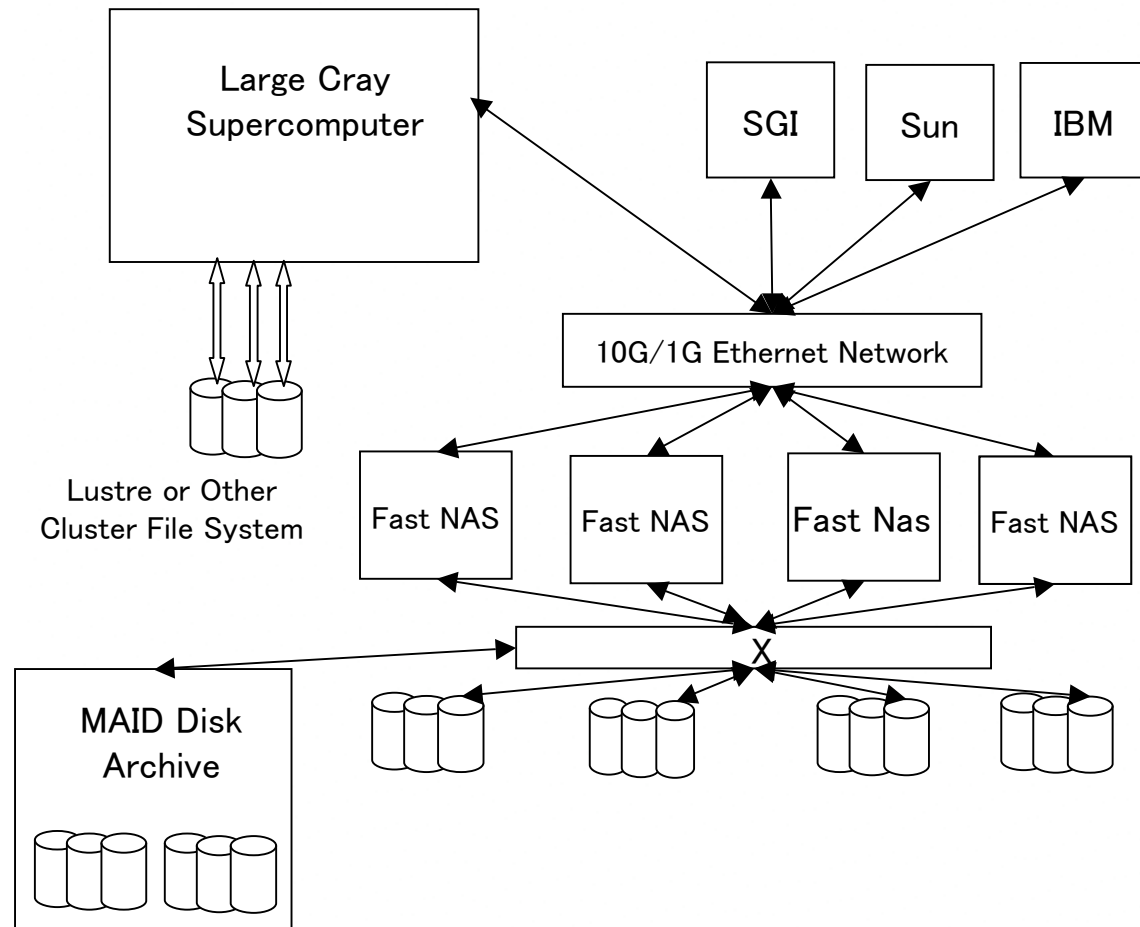 Large Cray
Supercomputer
SGI
Sun
IBM
10G/1G Ethernet Network
Lustre or Other
Cluster File System
Fast NAS
Fast NAS
Fast Nas
Fast NAS
X
MAID Disk
Archive